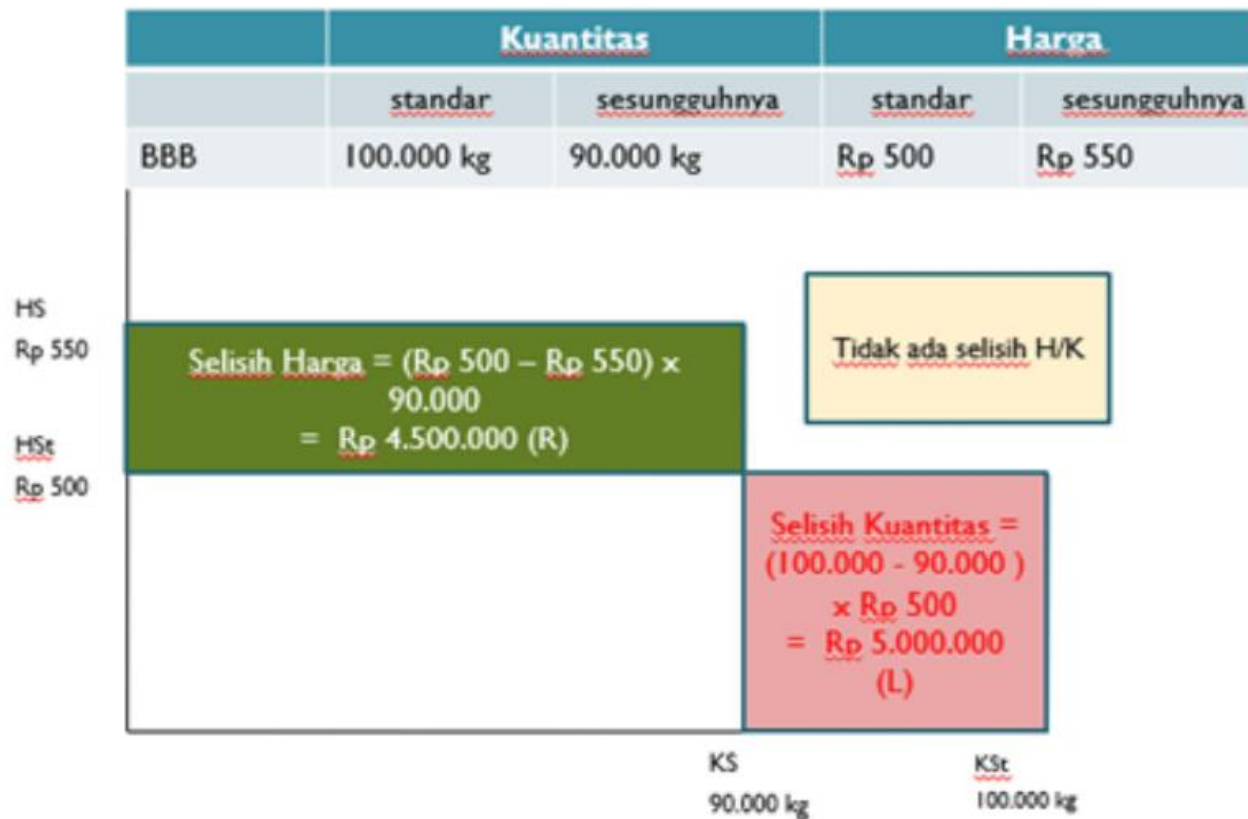 Kuantitas Harga
standar sesungguhnya standar sesungguhnya
BBB 100.000 kg 90.000 kg Rp 500 Rp 550
HS
Rp 550
Selisih Harga = (Rp 500 – Rp 550) x
90.000
= Rp 4.500.000 (R)
Tidak ada selisih H/K
HSt
Rp 500
Selisih Kuantitas =
(100.000 - 90.000 )
x Rp 500
= Rp 5.000.000
(L)
KS
90.000 kg
KSt
100.000 kg